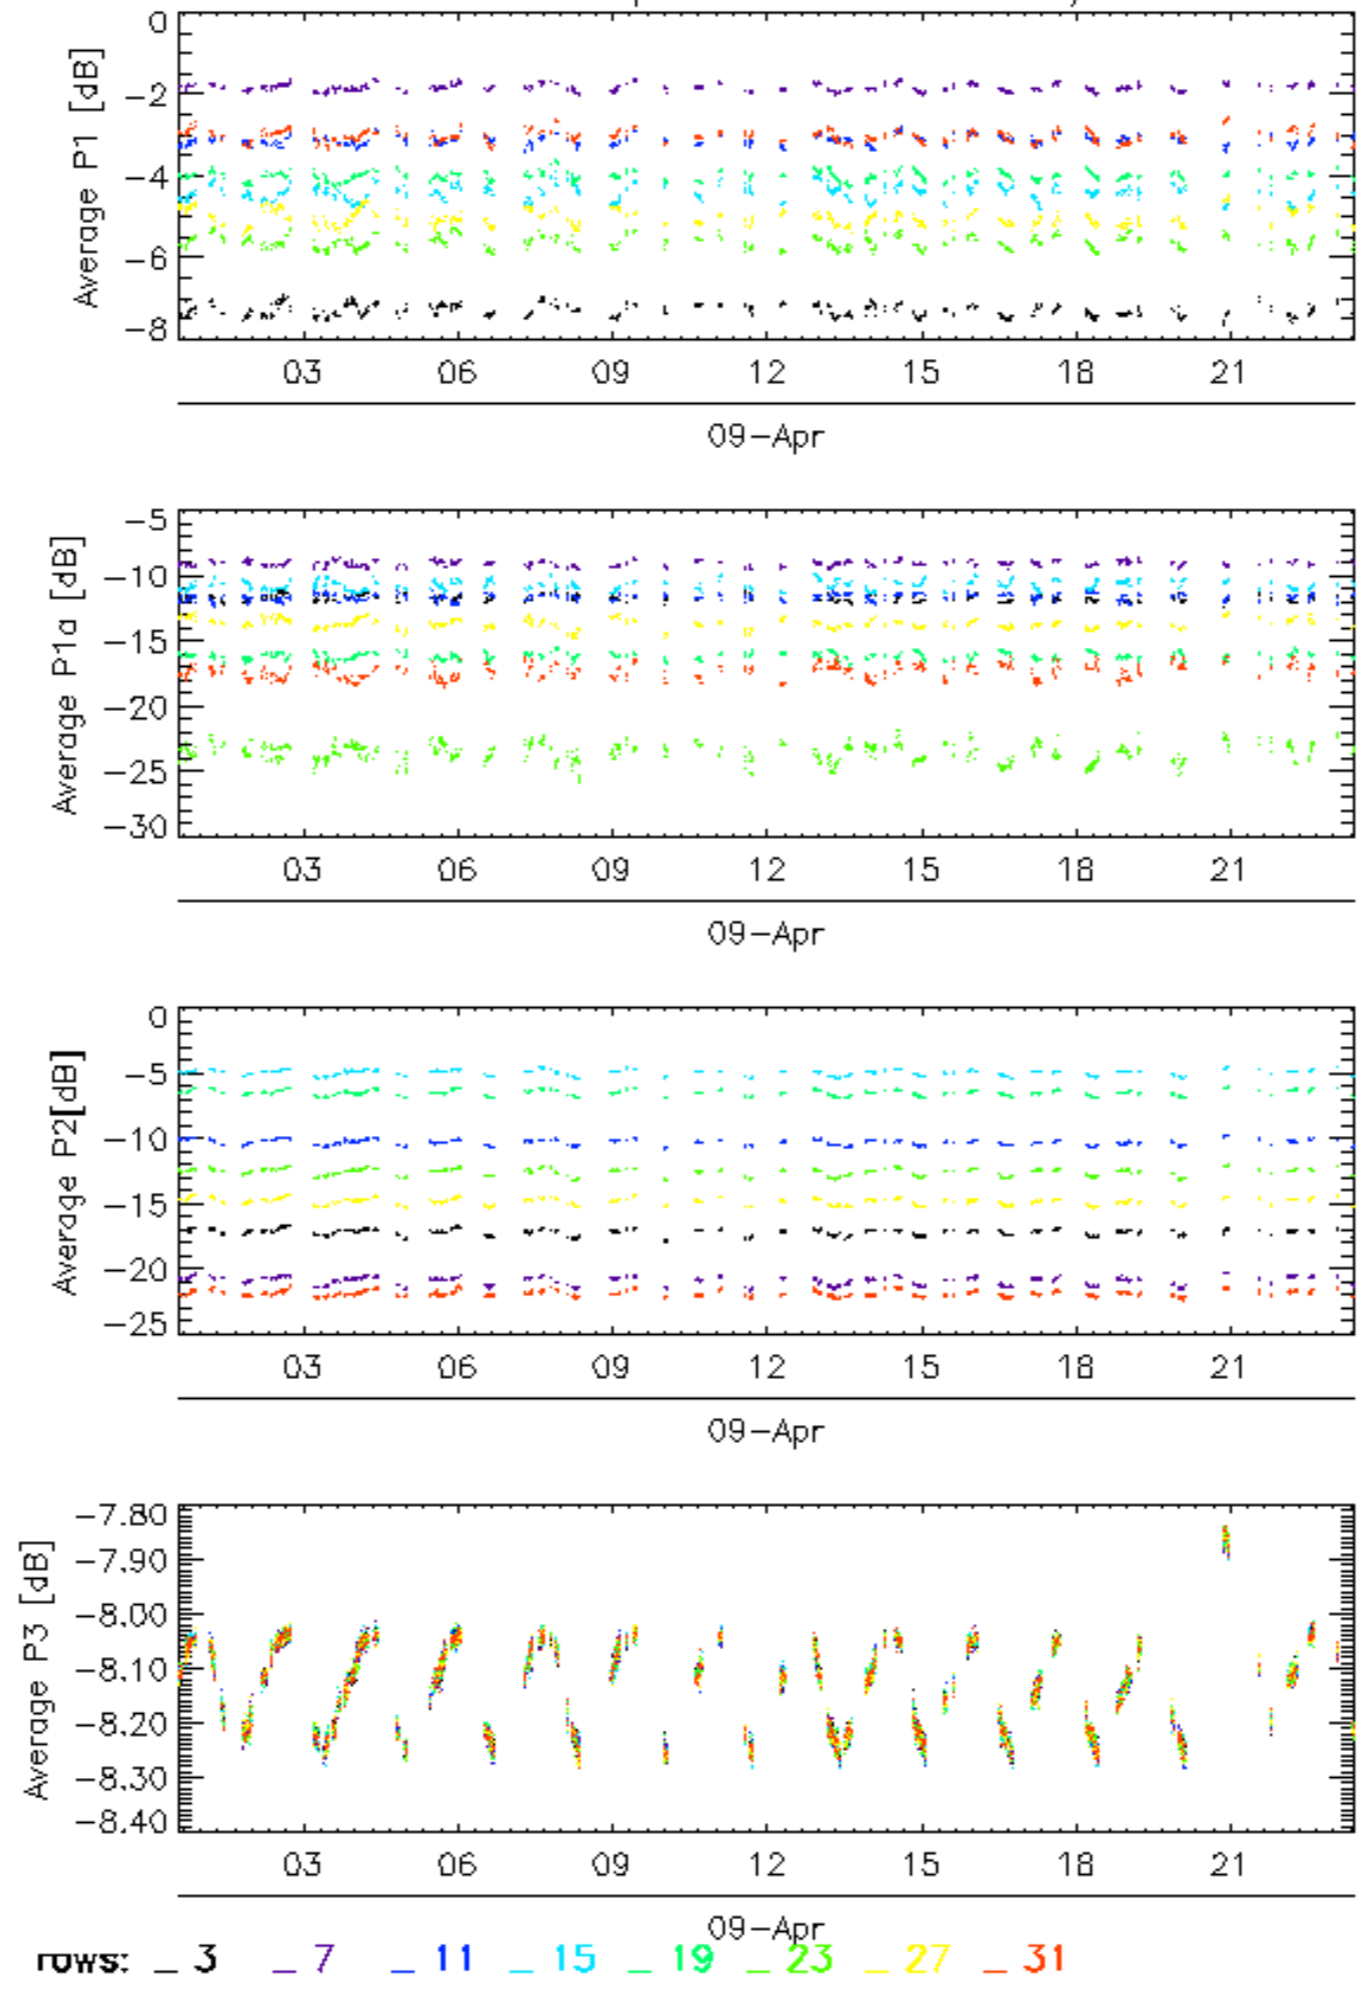 0
−2
−4
−6
−8
Average P1 [dB]
03 06 09 12 15 18 21
09−Apr
−5
−10
−15
−20
−25
−30
Average P1a [dB]
03 06 09 12 15 18 21
09−Apr
0
−5
−10
−15
−20
−25
Average P2[dB]
03 06 09 12 15 18 21
09−Apr
−7.80
−7.90
−8.00
−8.10
−8.20
−8.30
−8.40
Average P3 [dB]
03 06 09 12 15 18 21
09−Apr
rows: _ 3 _ 7 _ 11 _ 15 _ 19 _ 23 _ 27 _ 31